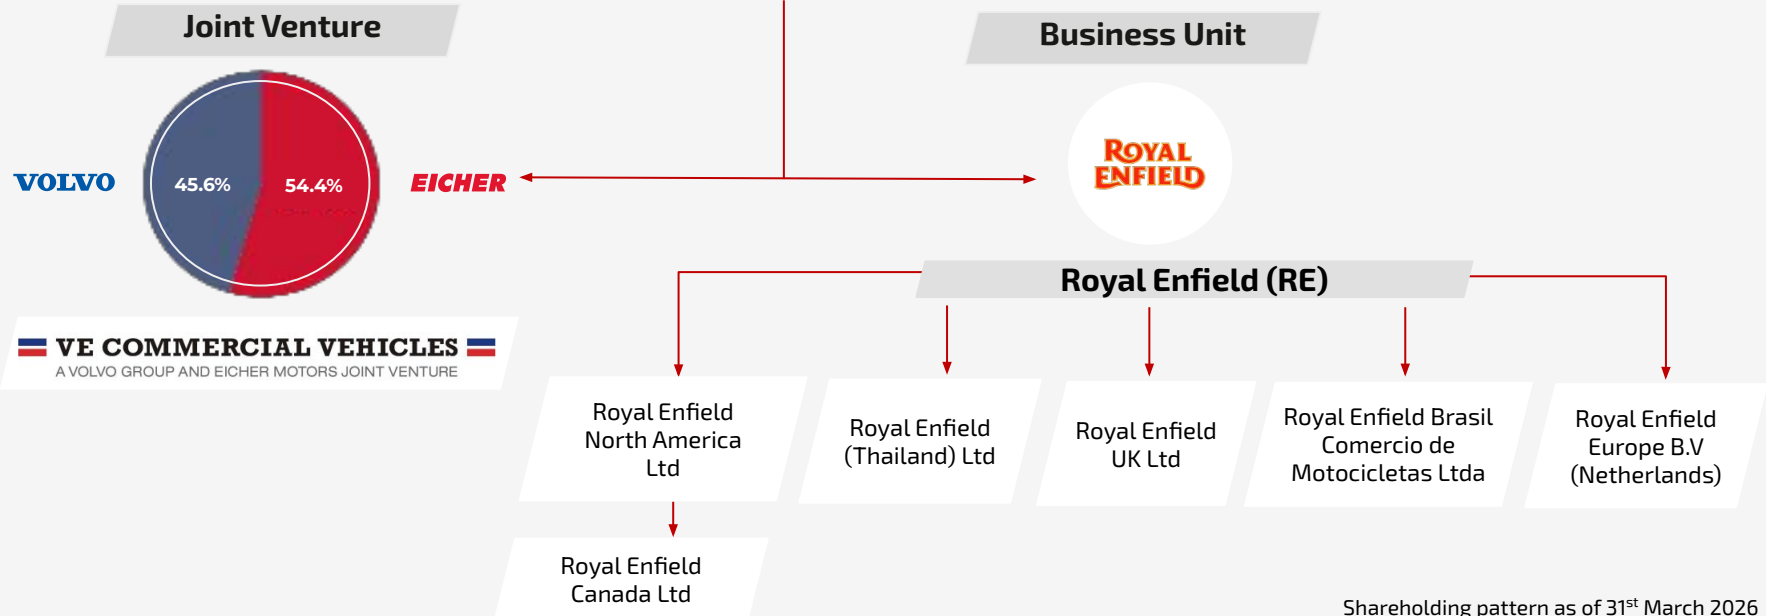 Joint Venture
VOLVO
45.6%
54.4%
EICHER
VE COMMERCIAL VEHICLES
A VOLVO GROUP AND EICHER MOTORS JOINT VENTURE
Business Unit
ROYAL
ENFIELD
Royal Enfield (RE)
Royal Enfield
North America
Ltd
Royal Enfield
(Thailand) Ltd
Royal Enfield
UK Ltd
Royal Enfield Brasil
Comercio de
Motocicletas Ltda
Royal Enfield
Europe B.V
(Netherlands)
Royal Enfield
Canada Ltd
Shareholding pattern as of 31st March 2026